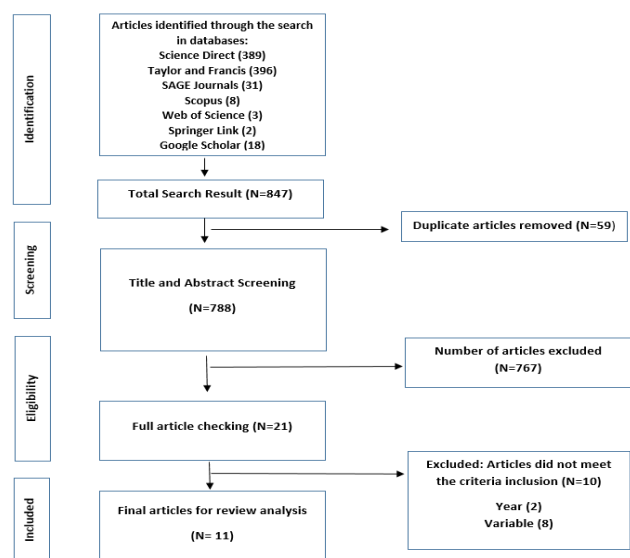 Articles identified through the search
in databases:
Science Direct (389)
Taylor and Francis (396)
SAGE Journals (31)
Scopus (8)
Web of Science (3)
Springer Link (2)
Google Scholar (18)
Identification
Total Search Result (N=847)
Duplicate articles removed (N=59)
Screening
Title and Abstract Screening
(N=788)
Number of articles excluded
(N=767)
Eligibility
Full article checking (N=21)
Excluded: Articles did not meet
the criteria inclusion (N=10)
Year (2)
Variable (8)
Included
Final articles for review analysis
(N= 11)